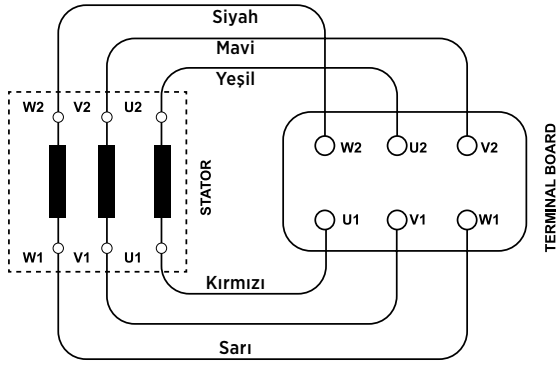 Siyah
Mavi
Yeşil
W2 V2 U2
STATOR
W1 V1 U1
W2 U2 V2
U1 V1 W1
TERMINAL BOARD
Kırmızı
Sarı